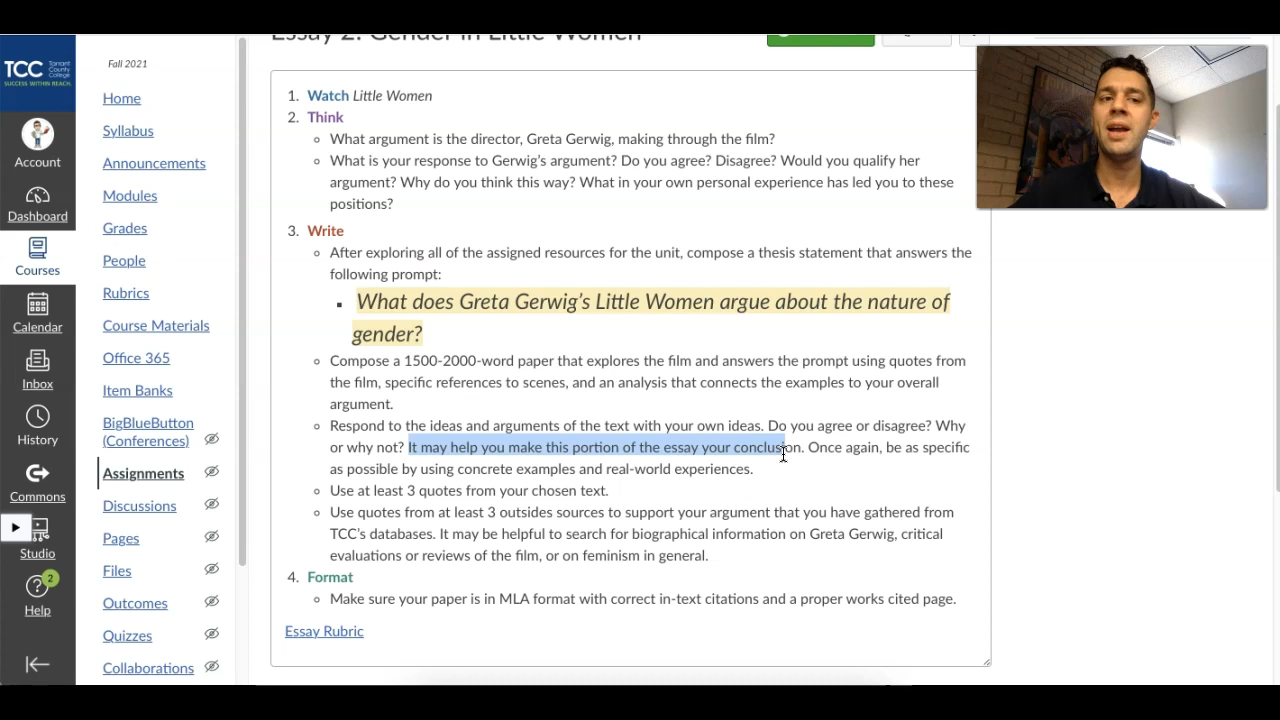 Essay 2: Gender in Little Women
TCC Tarrant County College
SUCCESS WITHIN REACH.
Account
Dashboard
Courses
Calendar
Inbox
History
Commons
Studio
2
Help
Fall 2021
Home
Syllabus
Announcements
Modules
Grades
People
Rubrics
Course Materials
Office 365
Item Banks
BigBlueButton
(Conferences)
Assignments
Discussions
Pages
Files
Outcomes
Quizzes
Collaborations
1. Watch Little Women
2. Think
What argument is the director, Greta Gerwig, making through the film?
What is your response to Gerwig's argument? Do you agree? Disagree? Would you qualify her
argument? Why do you think this way? What in your own personal experience has led you to these
positions?
3. Write
After exploring all of the assigned resources for the unit, compose a thesis statement that answers the
following prompt:
What does Greta Gerwig's Little Women argue about the nature of
gender?
Compose a 1500-2000-word paper that explores the film and answers the prompt using quotes from
the film, specific references to scenes, and an analysis that connects the examples to your overall
argument.
Respond to the ideas and arguments of the text with your own ideas. Do you agree or disagree? Why
or why not? It may help you make this portion of the essay your conclusion. Once again, be as specific
as possible by using concrete examples and real-world experiences.
Use at least 3 quotes from your chosen text.
Use quotes from at least 3 outsides sources to support your argument that you have gathered from
TCC's databases. It may be helpful to search for biographical information on Greta Gerwig, critical
evaluations or reviews of the film, or on feminism in general.
4. Format
Make sure your paper is in MLA format with correct in-text citations and a proper works cited page.
Essay Rubric